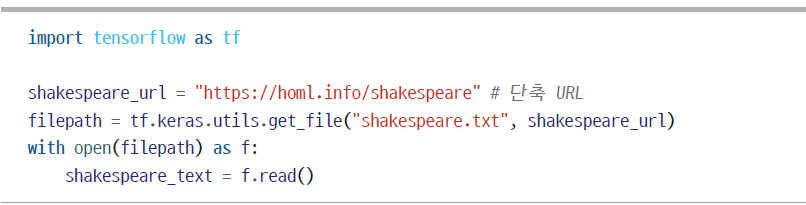 import tensorflow as tf
shakespeare_url = "https://homl.info/shakespeare" # 단축 URL
filepath = tf.keras.utils.get_file("shakespeare.txt", shakespeare_url)
with open(filepath) as f:
    shakespeare_text = f.read()